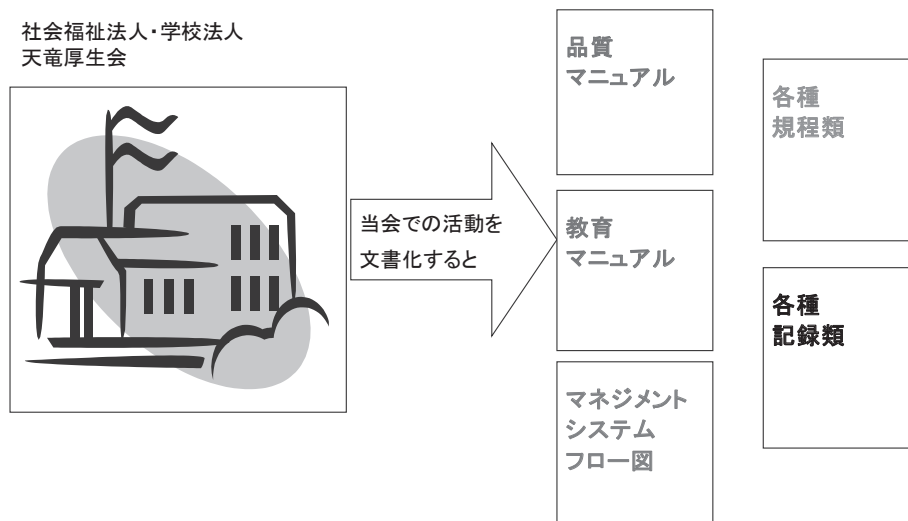 社会福祉法人・学校法人
天竜厚生会
当会での活動を
文書化すると
品質
マニュアル
教育
マニュアル
マネジメント
システム
フロー図
各種
規程類
各種
記録類